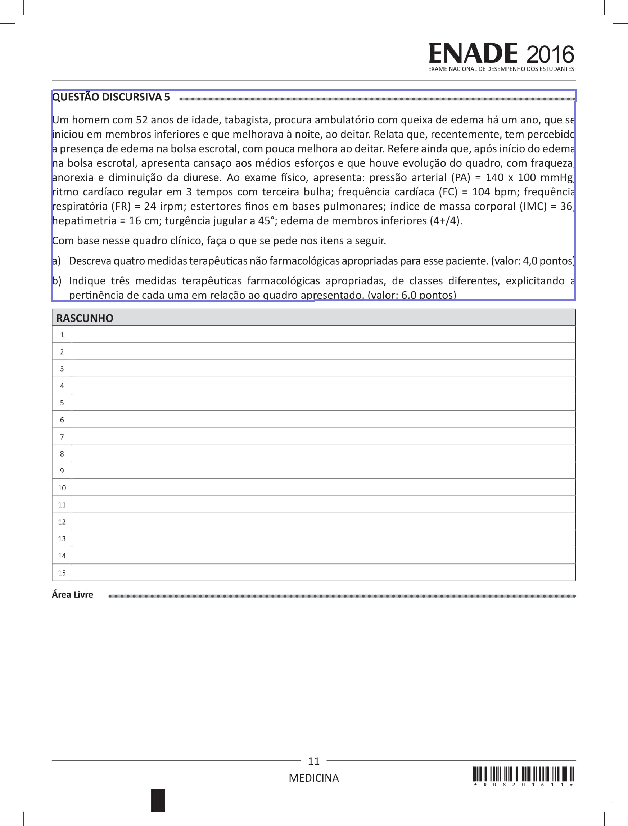 ENADE 2016
EXAME NACIONAL DE DESEMPENHO DOS ESTUDANTES
QUESTÃO DISCURSIVA 5
Um homem com 52 anos de idade, tabagista, procura ambulatório com queixa de edema há um ano, que se
iniciou em membros inferiores e que melhorava à noite, ao deitar. Relata que, recentemente, tem percebido
a presença de edema na bolsa escrotal, com pouca melhora ao deitar. Refere ainda que, após início do edema
na bolsa escrotal, apresenta cansaço aos médios esforços e que houve evolução do quadro, com fraqueza,
anorexia e diminuição da diurese. Ao exame físico, apresenta: pressão arterial (PA) = 140 x 100 mmHg,
ritmo cardíaco regular em 3 tempos com terceira bulha; frequência cardíaca (FC) = 104 bpm; frequência
respiratória (FR) = 24 irpm; estertores finos em bases pulmonares; índice de massa corporal (IMC) = 36;
hepatimetria = 16 cm; turgência jugular a 45°; edema de membros inferiores (4+/4).
Com base nesse quadro clínico, faça o que se pede nos itens a seguir.
a) Descreva quatro medidas terapêuticas não farmacológicas apropriadas para esse paciente. (valor: 4,0 pontos)
b) Indique três medidas terapêuticas farmacológicas apropriadas, de classes diferentes, explicitando a
pertinência de cada uma em relação ao quadro apresentado. (valor: 6,0 pontos)
RASCUNHO
1
2
3
4
5
6
7
8
9
10
11
12
13
14
15
Área Livre
11
MEDICINA